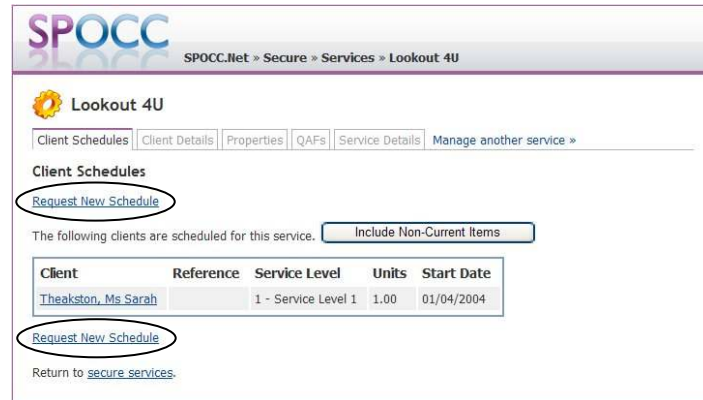 SPOCC
SPOCC.Net » Secure » Services » Lookout 4U
Lookout 4U
Client Schedules Client Details Properties QAFs Service Details Manage another service »
Client Schedules
Request New Schedule
The following clients are scheduled for this service. Include Non-Current Items
Client Reference Service Level Units Start Date
Theakston, Ms Sarah 1 - Service Level 1 1.00 01/04/2004
Request New Schedule
Return to secure services.